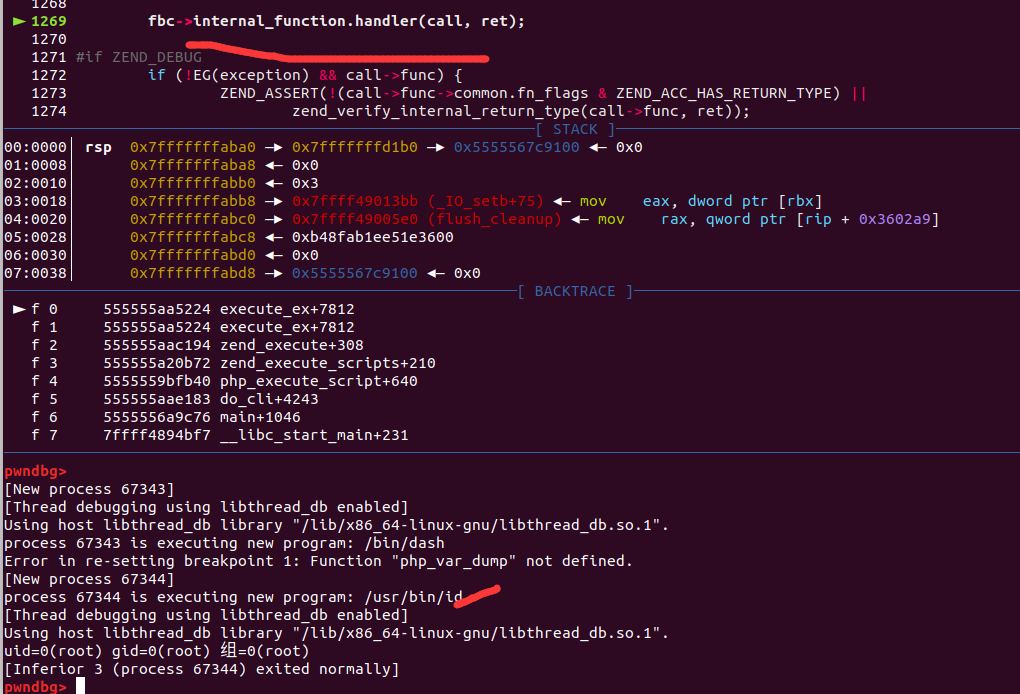 1268
► 1269 fbc->internal_function.handler(call, ret);
1270
1271 #if ZEND_DEBUG
1272 if (!EG(exception) && call->func) {
1273 ZEND_ASSERT(!(call->func->common.fn_flags & ZEND_ACC_HAS_RETURN_TYPE) ||
1274 zend_verify_internal_return_type(call->func, ret));
[ STACK ]
00:0000│ rsp 0x7fffffffaba0 —▸ 0x7fffffffd1b0 —▸ 0x5555567c9100 ◂— 0x0
01:0008│ 0x7fffffffaba8 ◂— 0x0
02:0010│ 0x7fffffffabb0 ◂— 0x3
03:0018│ 0x7fffffffabb8 —▸ 0x7ffff49013bb (_IO_setb+75) ◂— mov eax, dword ptr [rbx]
04:0020│ 0x7fffffffabc0 —▸ 0x7ffff49005e0 (flush_cleanup) ◂— mov rax, qword ptr [rip + 0x3602a9]
05:0028│ 0x7fffffffabc8 ◂— 0xb48fab1ee51e3600
06:0030│ 0x7fffffffabd0 ◂— 0x0
07:0038│ 0x7fffffffabd8 —▸ 0x5555567c9100 ◂— 0x0
[ BACKTRACE ]
► f 0 555555aa5224 execute_ex+7812
f 1 555555aa5224 execute_ex+7812
f 2 555555aac194 zend_execute+308
f 3 555555a20b72 zend_execute_scripts+210
f 4 5555559bfb40 php_execute_script+640
f 5 555555aae183 do_cli+4243
f 6 5555556a9c76 main+1046
f 7 7ffff4894bf7 __libc_start_main+231
pwndbg>
[New process 67343]
[Thread debugging using libthread_db enabled]
Using host libthread_db library "/lib/x86_64-linux-gnu/libthread_db.so.1".
process 67343 is executing new program: /bin/dash
Error in re-setting breakpoint 1: Function "php_var_dump" not defined.
[New process 67344]
process 67344 is executing new program: /usr/bin/id
[Thread debugging using libthread_db enabled]
Using host libthread_db library "/lib/x86_64-linux-gnu/libthread_db.so.1".
uid=0(root) gid=0(root) 组=0(root)
[Inferior 3 (process 67344) exited normally]
pwndbg>